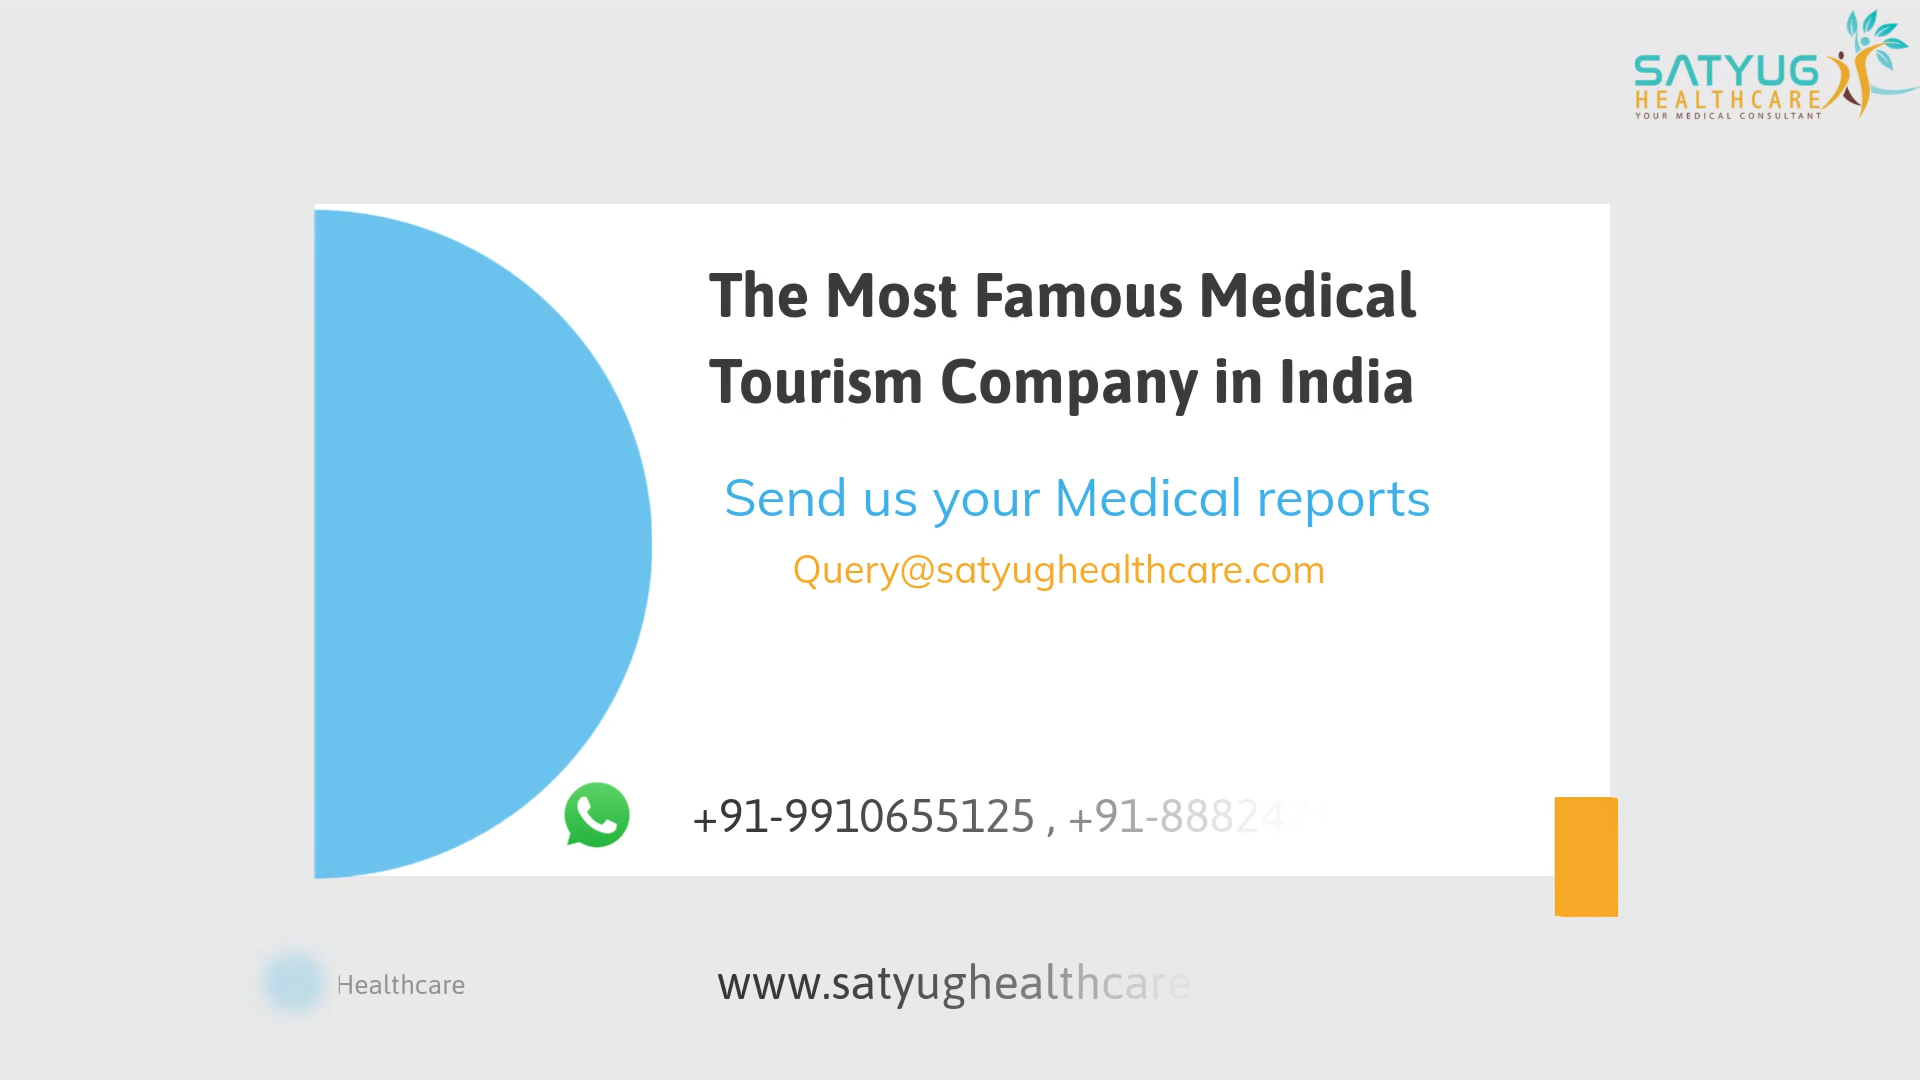 SATYUG
HEALTHCARE
YOUR MEDICAL CONSULTANT
The Most Famous Medical
Tourism Company in India
Send us your Medical reports
Query@satyughealthcare.com
+91-9910655125 , +91-88824
Healthcare
www.satyughealthcare